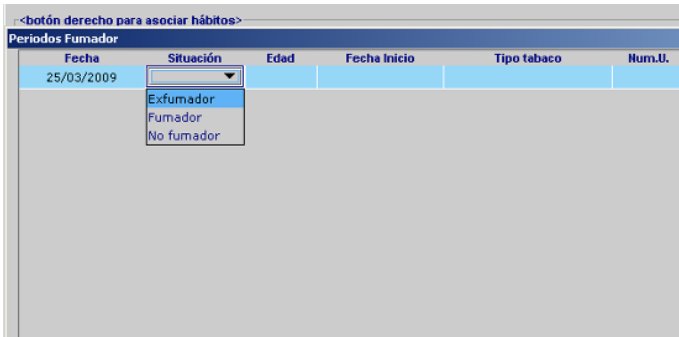 <botón derecho para asociar hábitos>
Periodos Fumador
Fecha Situación Edad Fecha Inicio Tipo tabaco Num.U.
25/03/2009
Exfumador
Fumador
No fumador